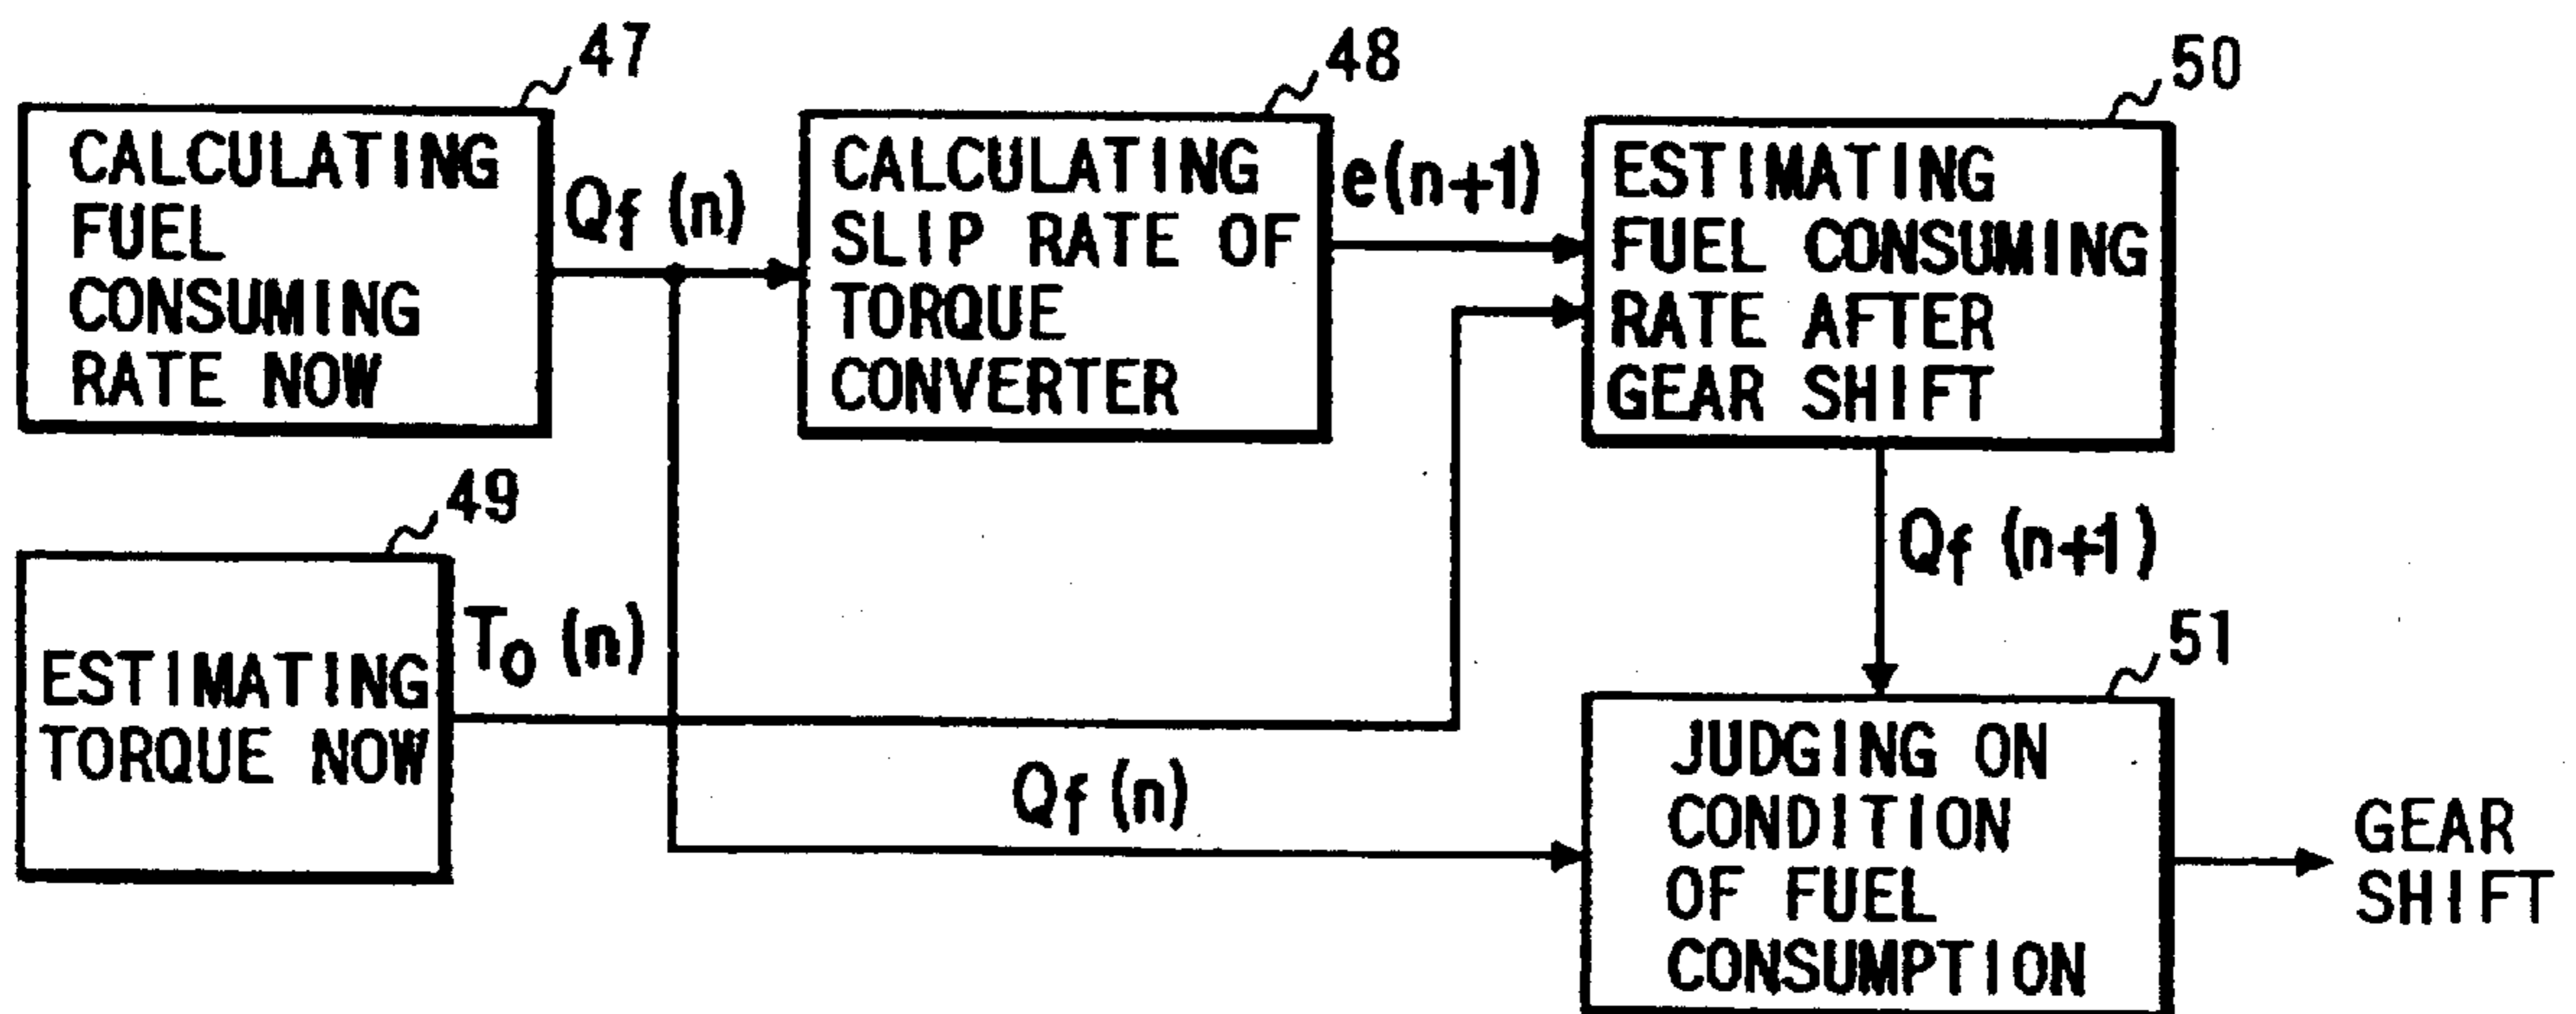 47
CALCULATING
FUEL
CONSUMING
RATE NOW
Qf (n)
48
CALCULATING
SLIP RATE OF
TORQUE
CONVERTER
e(n+1)
50
ESTIMATING
FUEL CONSUMING
RATE AFTER
GEAR SHIFT
49
ESTIMATING
TORQUE NOW
To (n)
Qf (n+1)
Qf (n)
51
JUDGING ON
CONDITION
OF FUEL
CONSUMPTION
GEAR
SHIFT